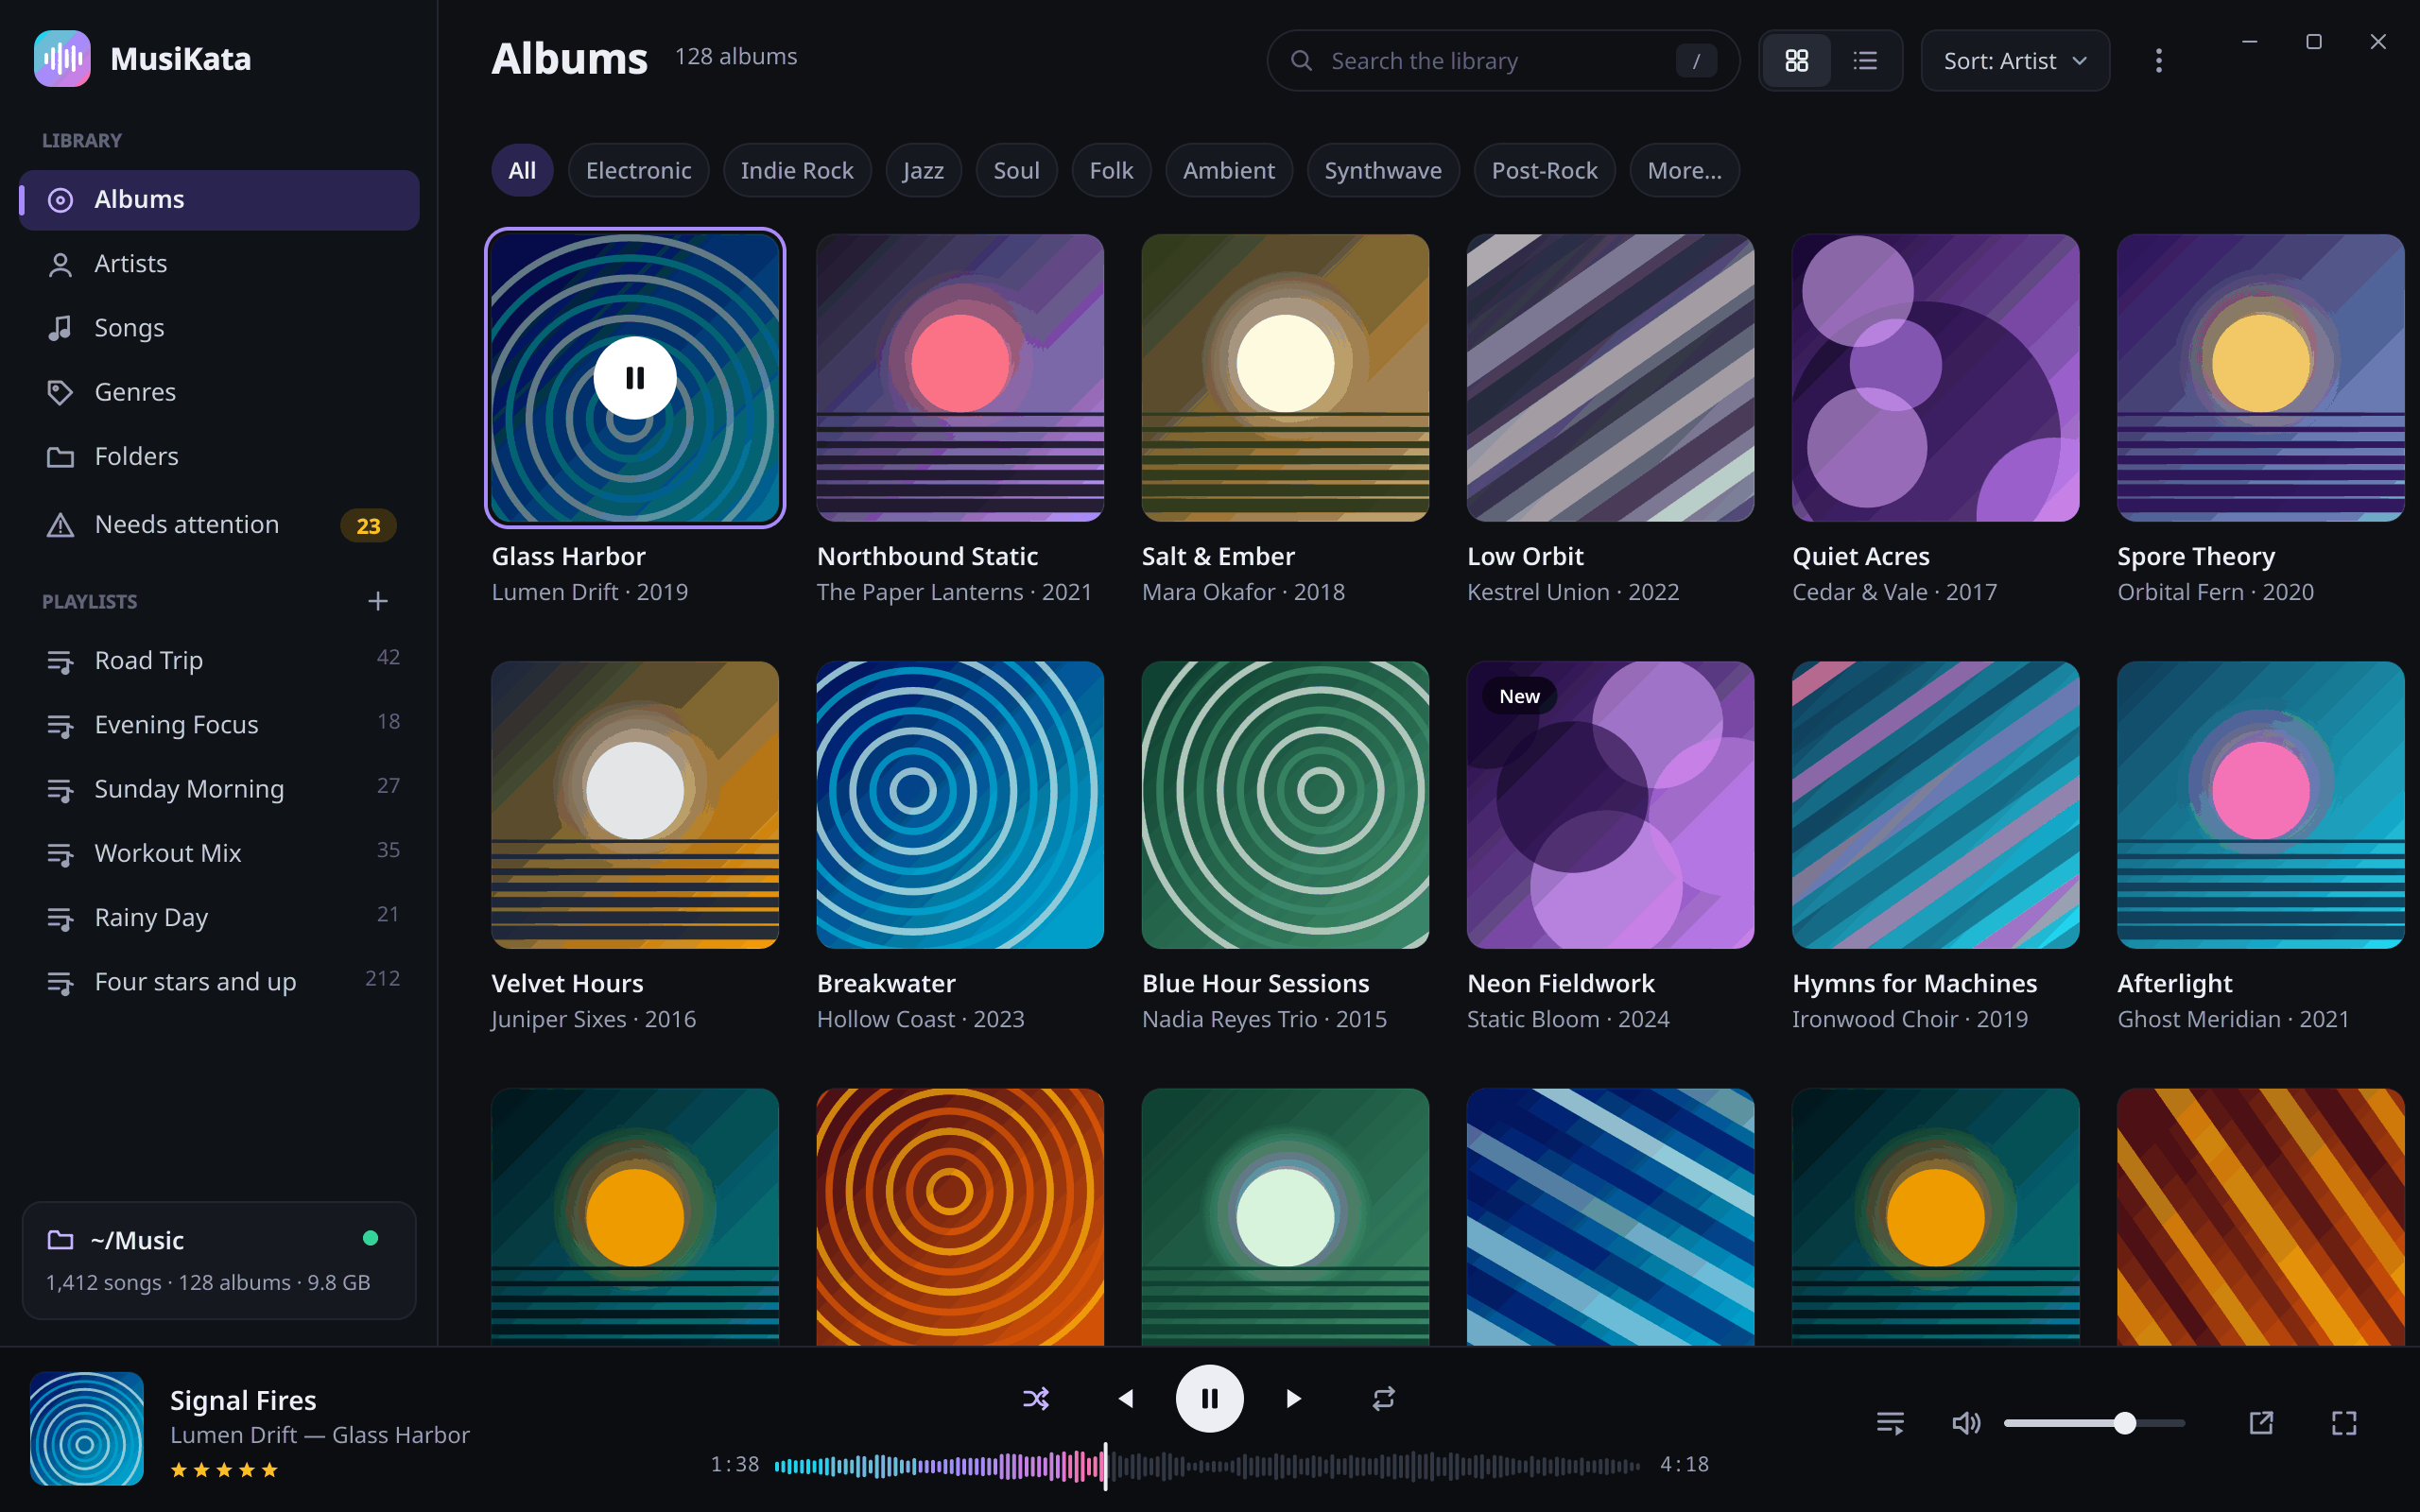 MusiKata
LIBRARY
Albums
Artists
Songs
Genres
Folders
Needs attention 23
PLAYLISTS
Road Trip 42
Evening Focus 18
Sunday Morning 27
Workout Mix 35
Rainy Day 21
Four stars and up 212
~/Music
1,412 songs · 128 albums · 9.8 GB
Albums 128 albums
Search the library /
Sort: Artist
All Electronic Indie Rock Jazz Soul Folk Ambient Synthwave Post-Rock More...
Glass Harbor
Lumen Drift · 2019
Northbound Static
The Paper Lanterns · 2021
Salt & Ember
Mara Okafor · 2018
Low Orbit
Kestrel Union · 2022
Quiet Acres
Cedar & Vale · 2017
Spore Theory
Orbital Fern · 2020
Velvet Hours
Juniper Sixes · 2016
Breakwater
Hollow Coast · 2023
Blue Hour Sessions
Nadia Reyes Trio · 2015
New
Neon Fieldwork
Static Bloom · 2024
Hymns for Machines
Ironwood Choir · 2019
Afterlight
Ghost Meridian · 2021
Signal Fires
Lumen Drift — Glass Harbor
1:38
4:18